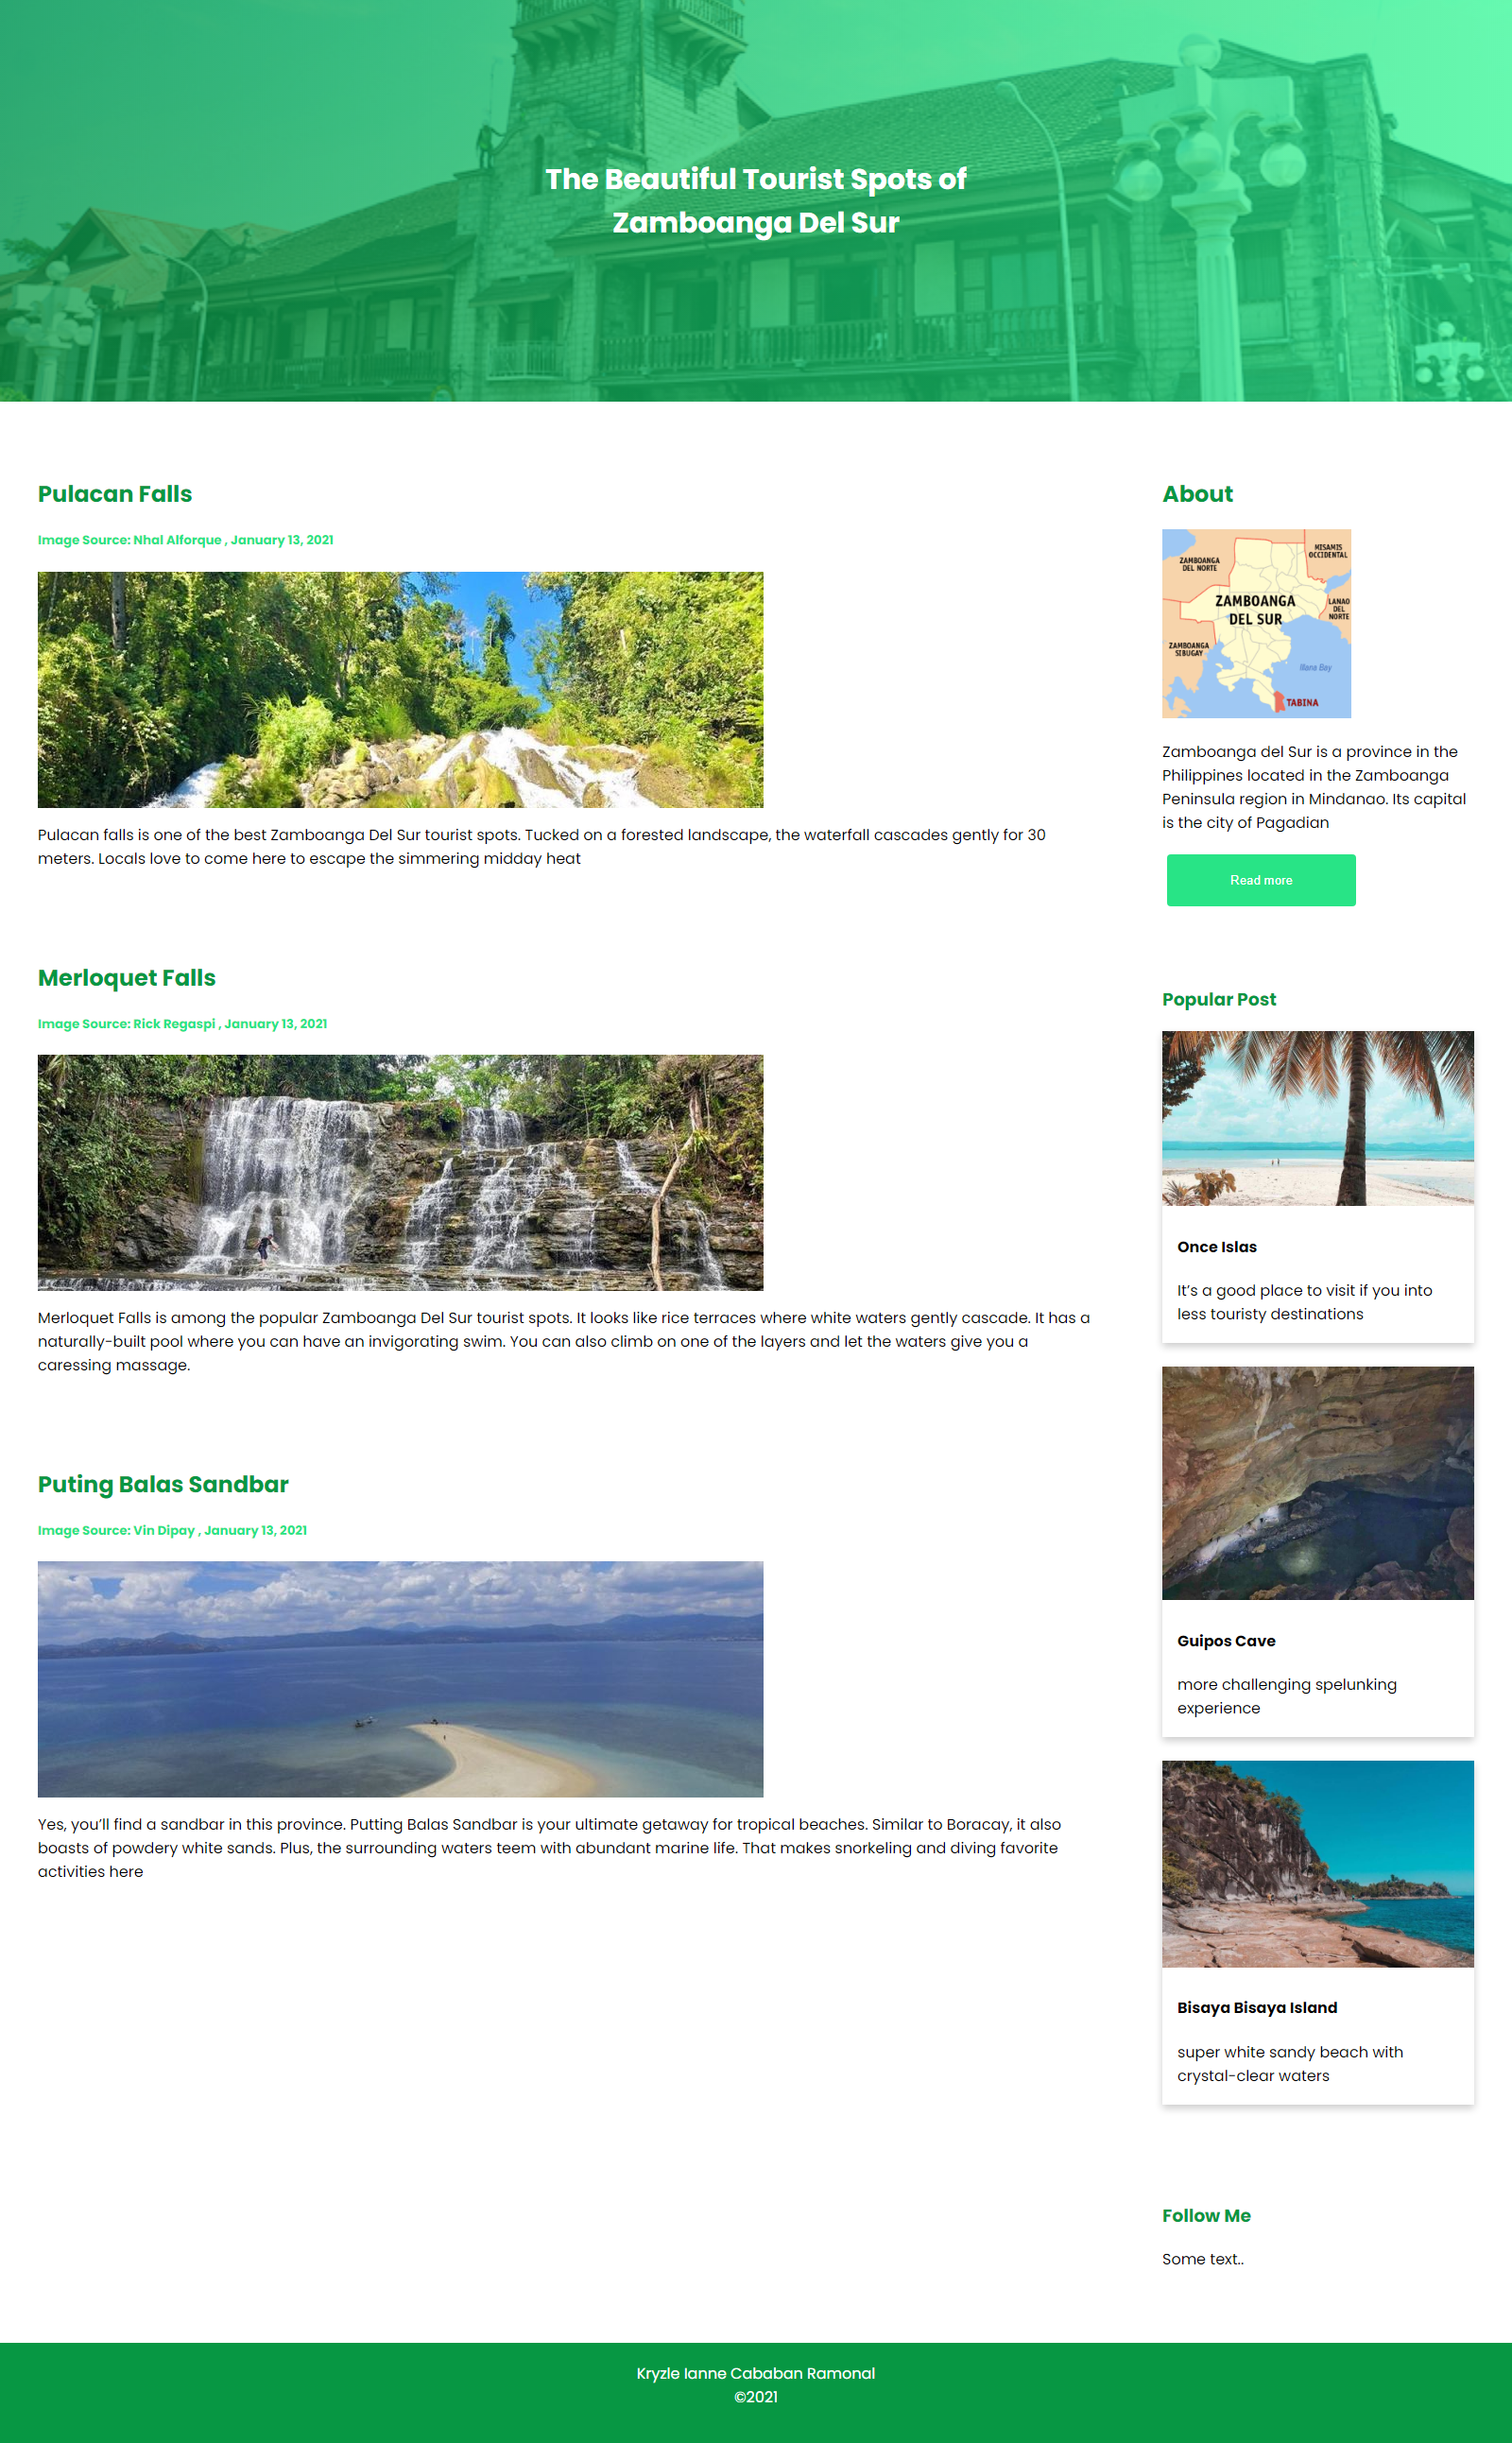 The Beautiful Tourist Spots of
Zamboanga Del Sur
Pulacan Falls
Image Source: Nhal Alforque , January 13, 2021
Pulacan falls is one of the best Zamboanga Del Sur tourist spots. Tucked on a forested landscape, the waterfall cascades gently for 30
meters. Locals love to come here to escape the simmering midday heat
Merloquet Falls
Image Source: Rick Regaspi , January 13, 2021
Merloquet Falls is among the popular Zamboanga Del Sur tourist spots. It looks like rice terraces where white waters gently cascade. It has a
naturally-built pool where you can have an invigorating swim. You can also climb on one of the layers and let the waters give you a
caressing massage.
Puting Balas Sandbar
Image Source: Vin Dipay , January 13, 2021
Yes, you’ll find a sandbar in this province. Putting Balas Sandbar is your ultimate getaway for tropical beaches. Similar to Boracay, it also
boasts of powdery white sands. Plus, the surrounding waters teem with abundant marine life. That makes snorkeling and diving favorite
activities here
About
MISAMIS
OCCIDENTAL
ZAMBOANGA
DEL NORTE
ZAMBOANGA
DEL SUR
LANAO
DEL
NORTE
ZAMBOANGA
SIBUGAY
Illana Bay
TABINA
Zamboanga del Sur is a province in the
Philippines located in the Zamboanga
Peninsula region in Mindanao. Its capital
is the city of Pagadian
Read more
Popular Post
Once Islas
It’s a good place to visit if you into
less touristy destinations
Guipos Cave
more challenging spelunking
experience
Bisaya Bisaya Island
super white sandy beach with
crystal-clear waters
Follow Me
Some text..
Kryzle Ianne Cababan Ramonal
©2021